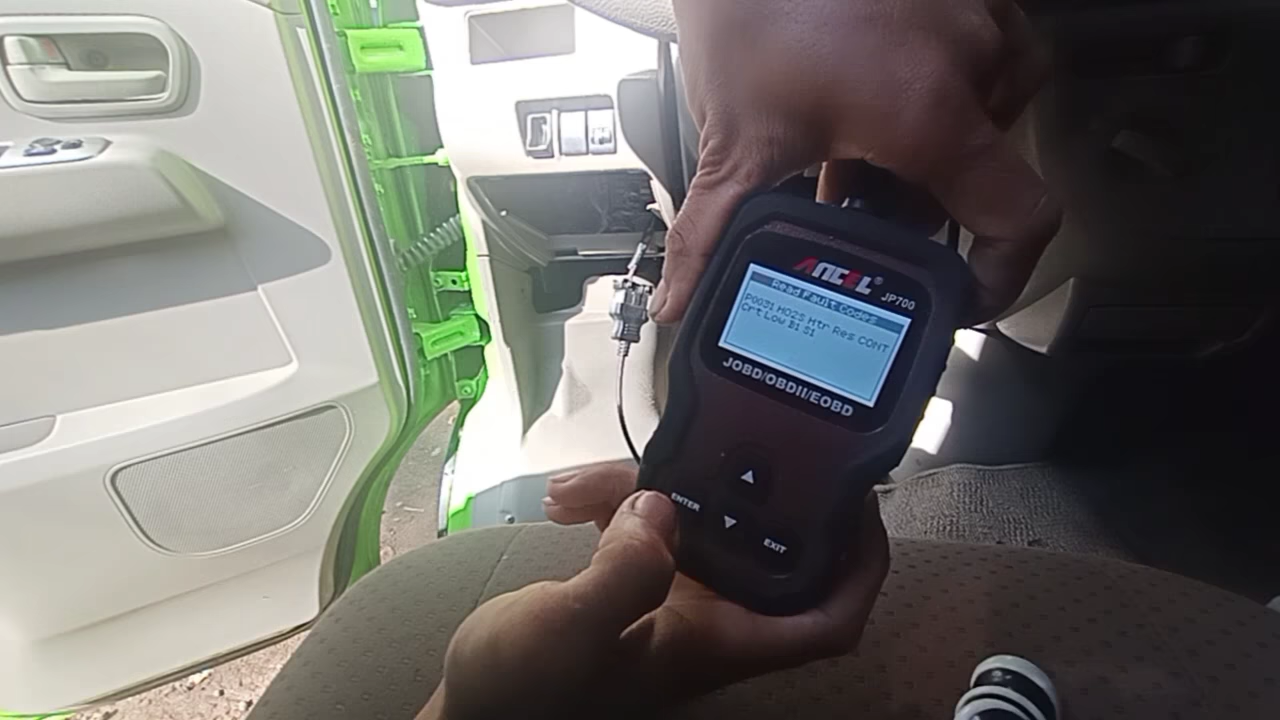 ANCEL®
JP700
Read Fault Codes
P0031 HO2S Htr Res CONT
Crt Low B1 S1
JOBD/OBDII/EOBD
ENTER
EXIT